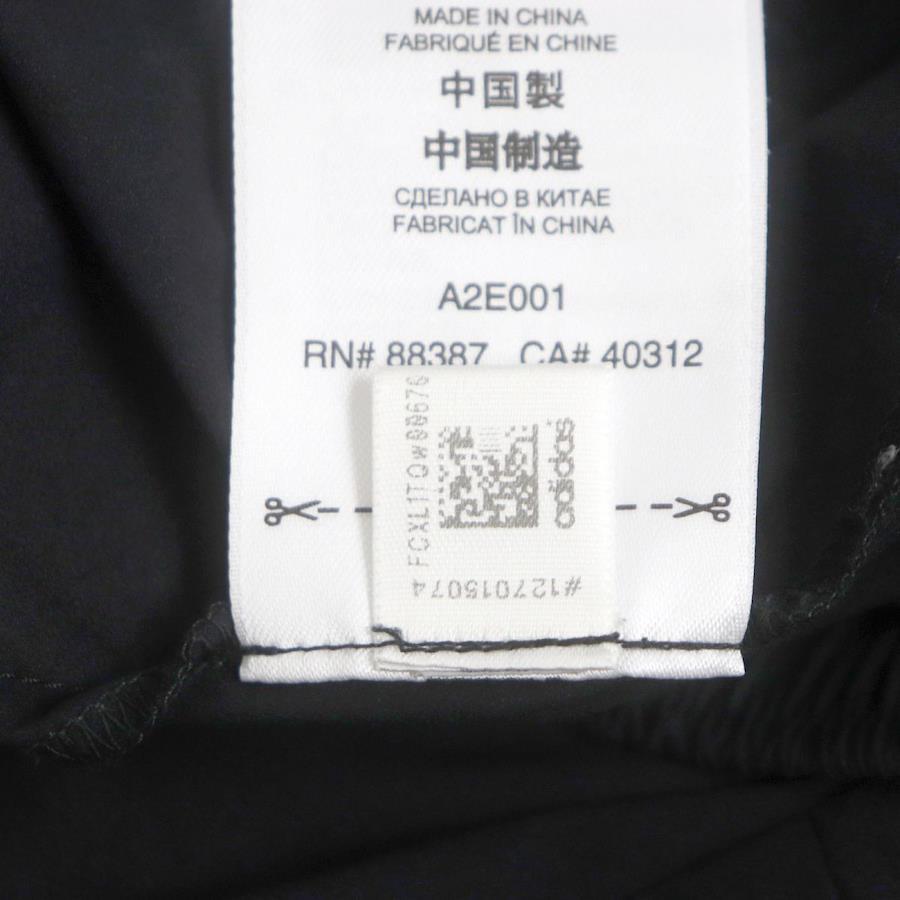 MADE IN CHINA
FABRIQUÉ EN CHINE
中国製
中国制造
СДЕЛАНО В КИТАЕ
FABRICAT ÎN CHINA
A2E001
RN# 88387 CA# 40312
adidas
#127015074